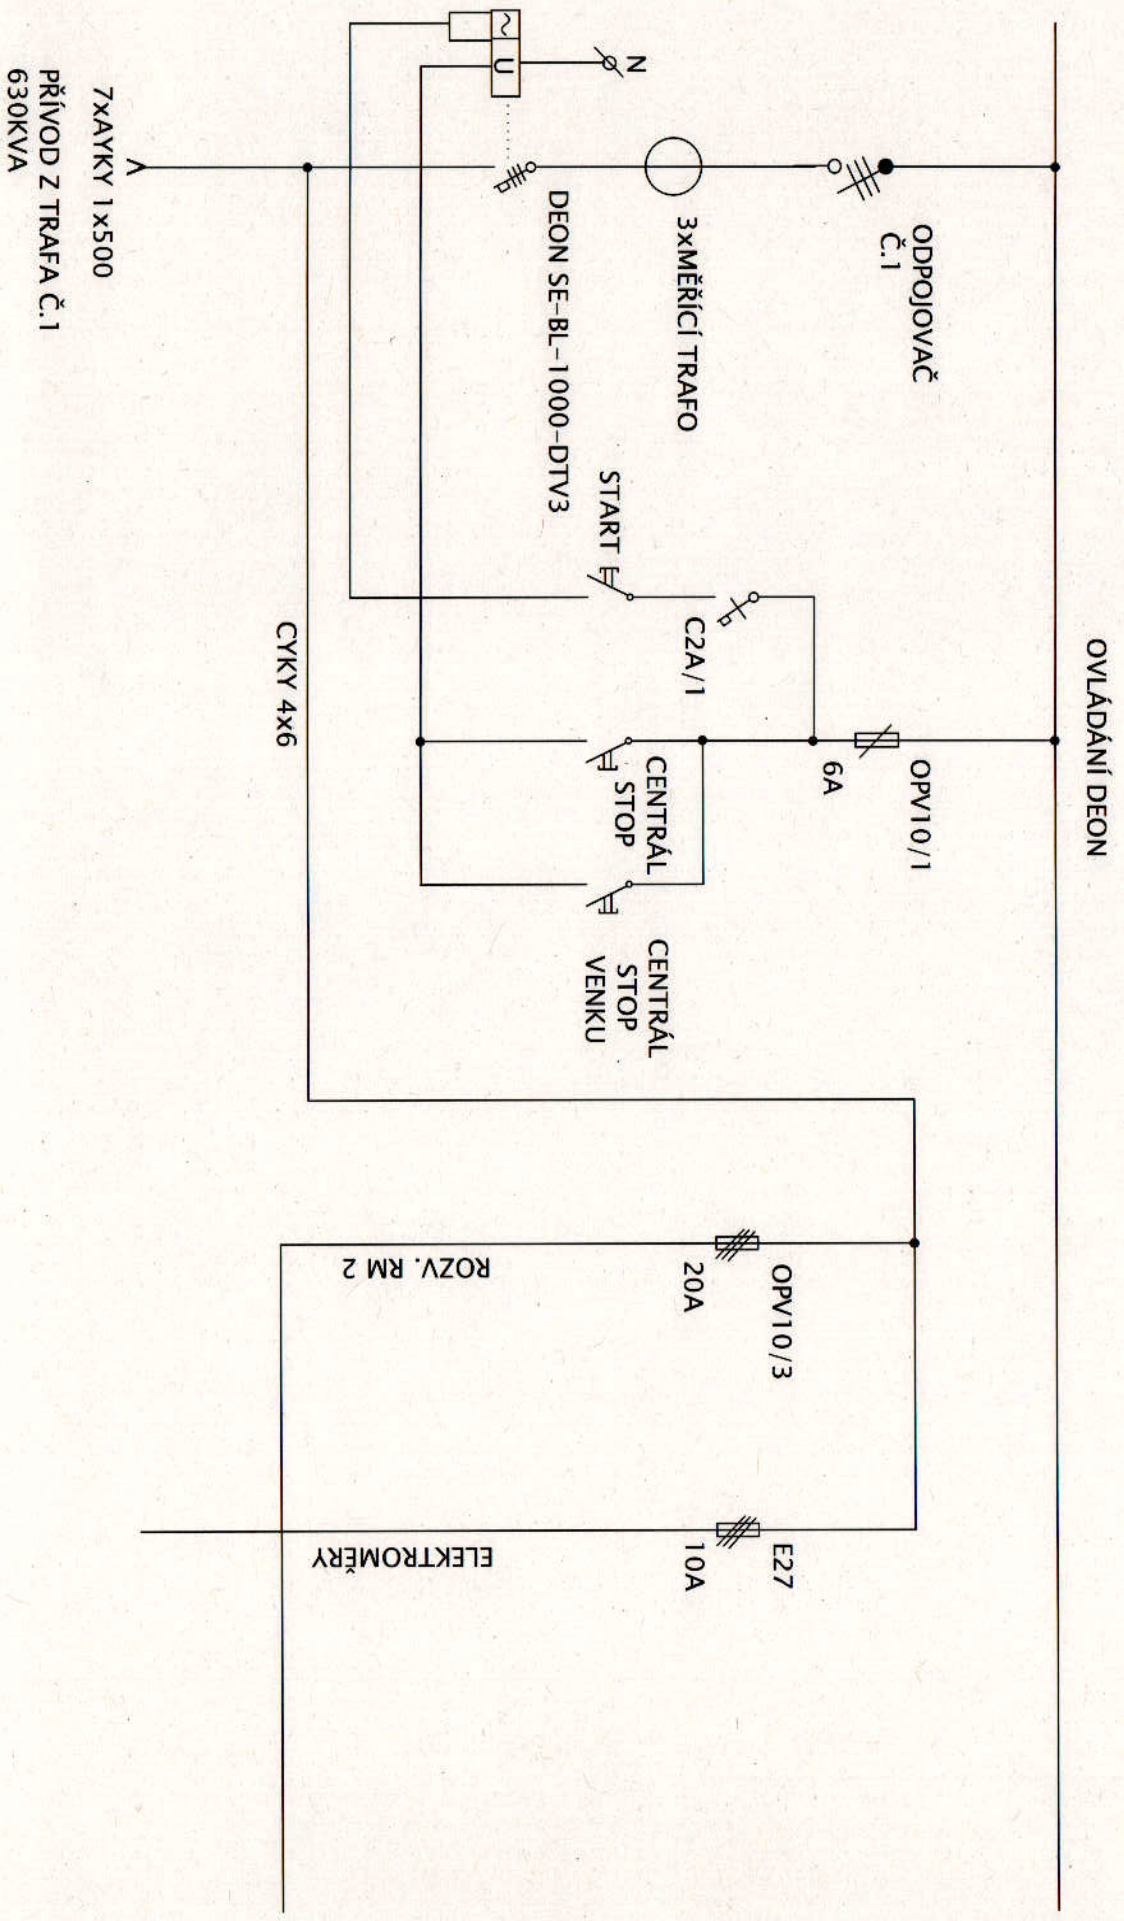 OVLÁDÁNÍ DEON
ODPOJOVAČ
Č.1
OPV10/1
6A
3xMĚŘÍCÍ TRAFO
C2A/1
N
~
U
DEON SE-BL-1000-DTV3
START
CENTRÁL
STOP
CENTRÁL
STOP
VENKU
OPV10/3
20A
E27
10A
ROZV. RM 2
ELEKTROMĚRY
CYKY 4x6
7xAYKY 1x500
PŘÍVOD Z TRAFA Č.1
630KVA